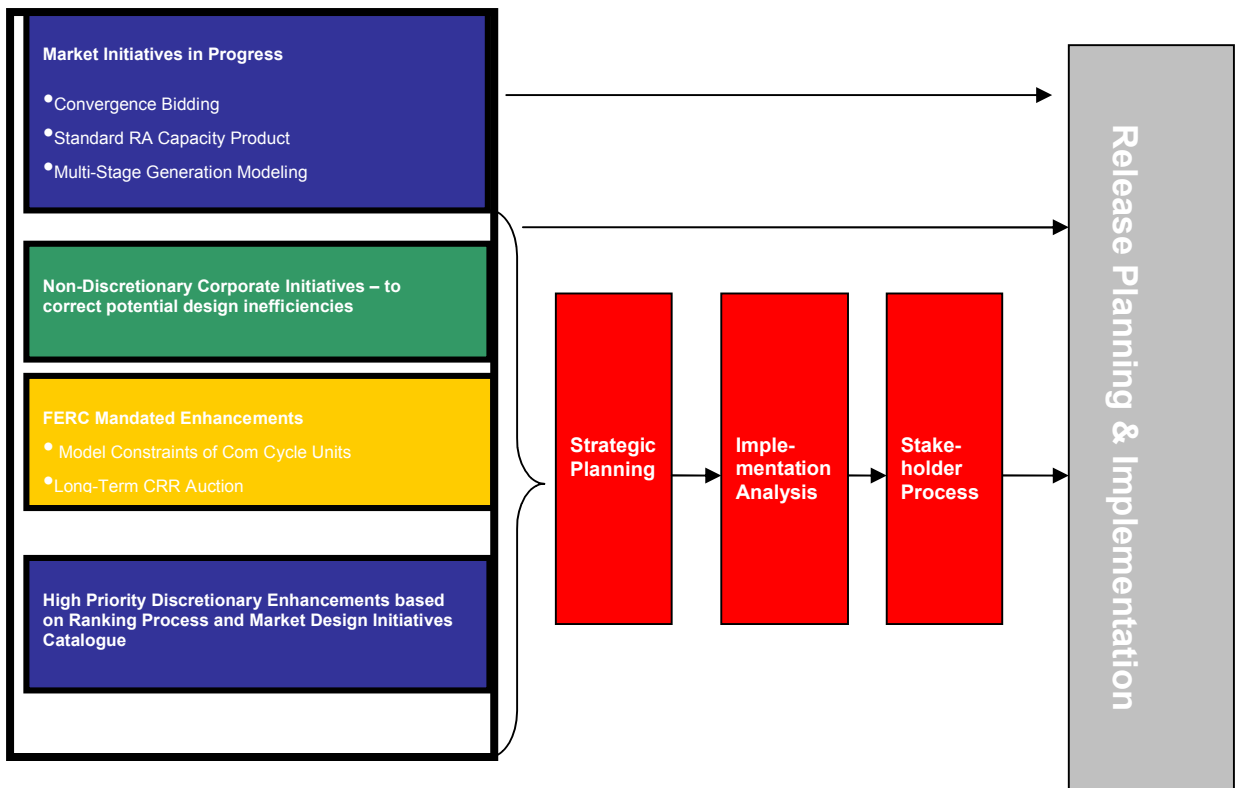 Market Initiatives in Progress
•Convergence Bidding
•Standard RA Capacity Product
•Multi-Stage Generation Modeling
Non-Discretionary Corporate Initiatives – to
correct potential design inefficiencies
FERC Mandated Enhancements
• Model Constraints of Com Cycle Units
•Long-Term CRR Auction
High Priority Discretionary Enhancements based
on Ranking Process and Market Design Initiatives
Catalogue
Strategic
Planning
Imple-
mentation
Analysis
Stake-
holder
Process
Release Planning & Implementation